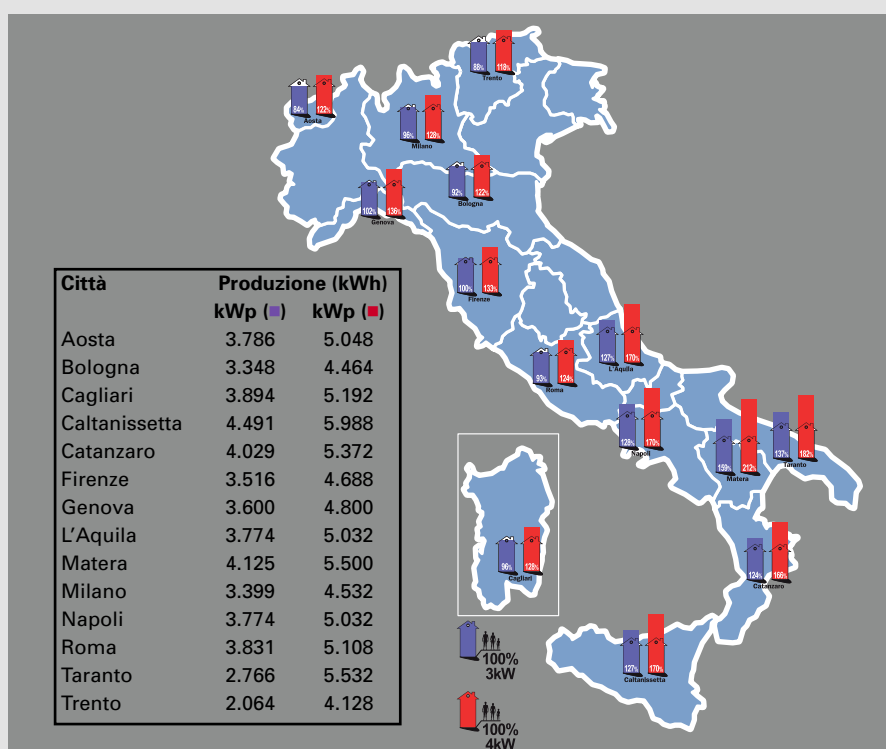 88% 118%
Trento
84% 122%
Aosta
96% 128%
Milano
92% 122%
Bologna
102% 136%
Genova
100% 133%
Firenze
127% 170%
L'Aquila
93% 124%
Roma
128% 170%
Napoli
159% 212%
Matera
137% 182%
Taranto
96% 128%
Cagliari
124% 166%
Catanzaro
127% 170%
Caltanissetta
Città Produzione (kWh)
kWp (■) kWp (■)
Aosta 3.786 5.048
Bologna 3.348 4.464
Cagliari 3.894 5.192
Caltanissetta 4.491 5.988
Catanzaro 4.029 5.372
Firenze 3.516 4.688
Genova 3.600 4.800
L'Aquila 3.774 5.032
Matera 4.125 5.500
Milano 3.399 4.532
Napoli 3.774 5.032
Roma 3.831 5.108
Taranto 2.766 5.532
Trento 2.064 4.128
100%
3kW
100%
4kW